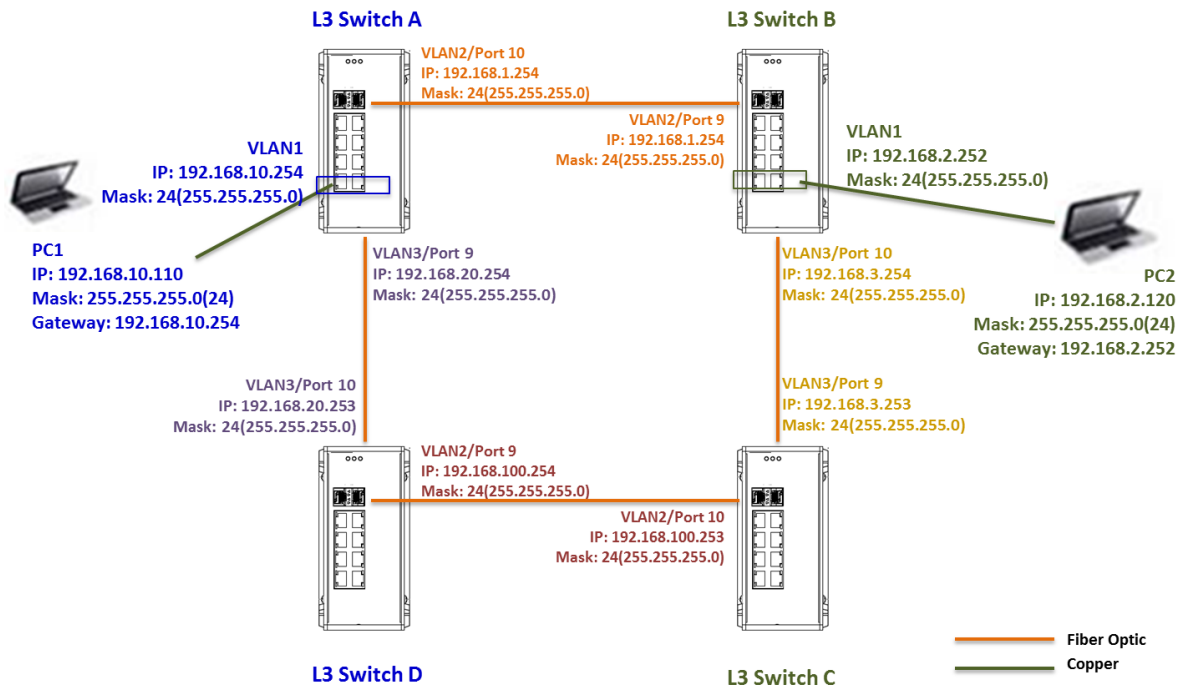 L3 Switch A
L3 Switch B
VLAN2/Port 10
IP: 192.168.1.254
Mask: 24(255.255.255.0)
VLAN2/Port 9
IP: 192.168.1.254
Mask: 24(255.255.255.0)
VLAN1
IP: 192.168.10.254
Mask: 24(255.255.255.0)
VLAN1
IP: 192.168.2.252
Mask: 24(255.255.255.0)
PC1
IP: 192.168.10.110
Mask: 255.255.255.0(24)
Gateway: 192.168.10.254
VLAN3/Port 9
IP: 192.168.20.254
Mask: 24(255.255.255.0)
VLAN3/Port 10
IP: 192.168.3.254
Mask: 24(255.255.255.0)
PC2
IP: 192.168.2.120
Mask: 255.255.255.0(24)
Gateway: 192.168.2.252
VLAN3/Port 10
IP: 192.168.20.253
Mask: 24(255.255.255.0)
VLAN3/Port 9
IP: 192.168.3.253
Mask: 24(255.255.255.0)
VLAN2/Port 9
IP: 192.168.100.254
Mask: 24(255.255.255.0)
VLAN2/Port 10
IP: 192.168.100.253
Mask: 24(255.255.255.0)
Fiber Optic
Copper
L3 Switch D
L3 Switch C